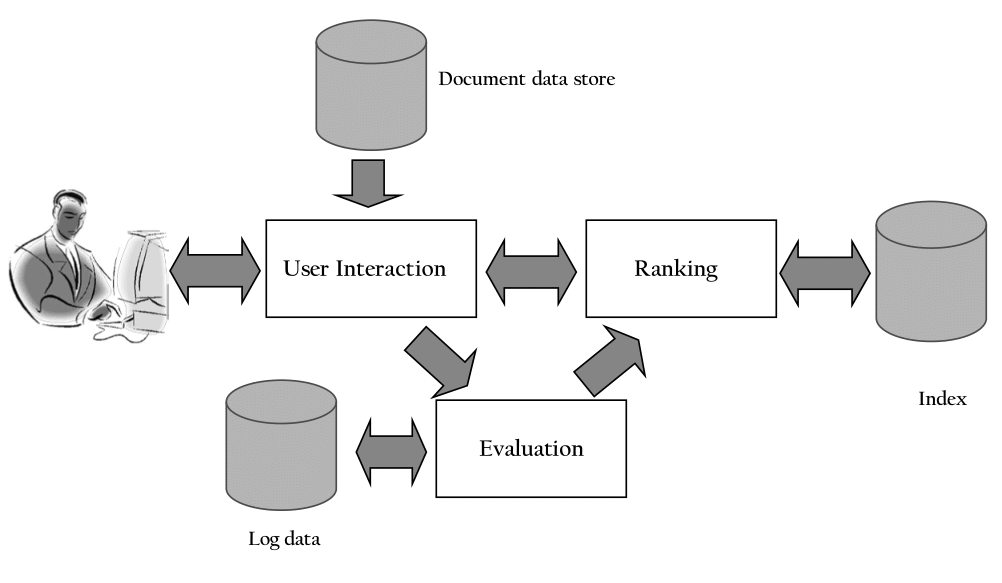 Document data store
User Interaction
Ranking
Index
Evaluation
Log data